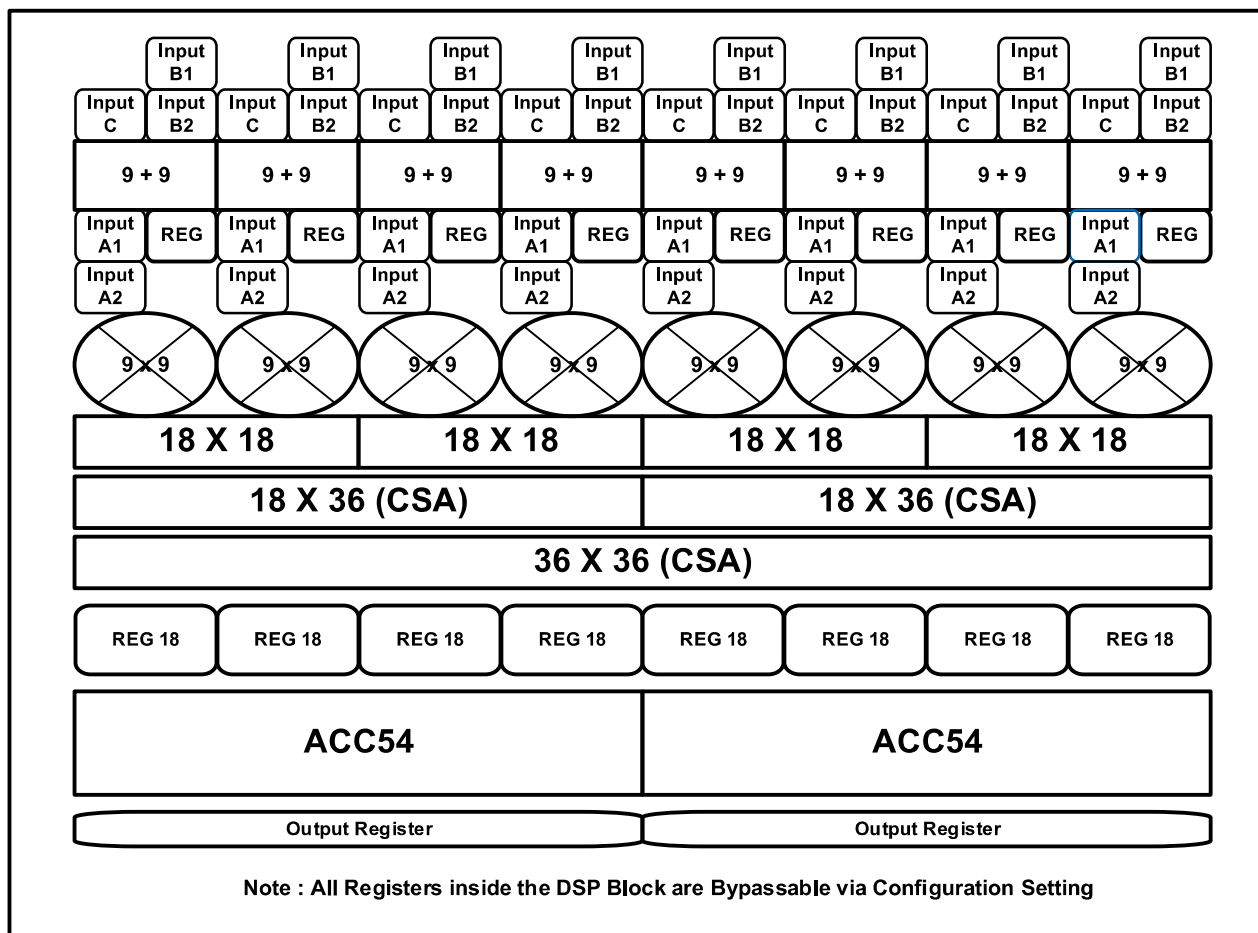 Input B1 Input B1 Input B1 Input B1 Input B1 Input B1 Input B1 Input B1
Input C Input B2 Input C Input B2 Input C Input B2 Input C Input B2 Input C Input B2 Input C Input B2 Input C Input B2 Input C Input B2
9 + 9 9 + 9 9 + 9 9 + 9 9 + 9 9 + 9 9 + 9 9 + 9
Input A1 REG Input A1 REG Input A1 REG Input A1 REG Input A1 REG Input A1 REG Input A1 REG Input A1 REG
Input A2 Input A2 Input A2 Input A2 Input A2 Input A2 Input A2 Input A2
9 x 9 9 x 9 9 x 9 9 x 9 9 x 9 9 x 9 9 x 9 9 x 9
18 X 18 18 X 18 18 X 18 18 X 18
18 X 36 (CSA) 18 X 36 (CSA)
36 X 36 (CSA)
REG 18 REG 18 REG 18 REG 18 REG 18 REG 18 REG 18 REG 18
ACC54 ACC54
Output Register Output Register
Note : All Registers inside the DSP Block are Bypassable via Configuration Setting